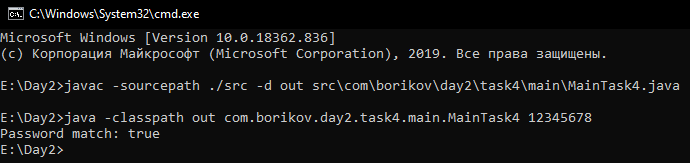 C:\Windows\System32\cmd.exe
Microsoft Windows [Version 10.0.18362.836]
(c) Корпорация Майкрософт (Microsoft Corporation), 2019. Все права защищены.
E:\Day2>javac -sourcepath ./src -d out src\com\borikov\day2\task4\main\MainTask4.java
E:\Day2>java -classpath out com.borikov.day2.task4.main.MainTask4 12345678
Password match: true
E:\Day2>